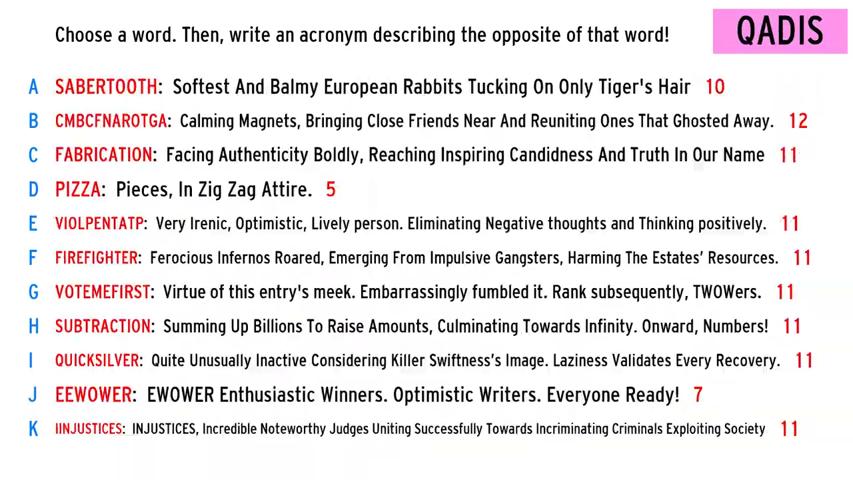 Choose a word. Then, write an acronym describing the opposite of that word!
QADIS
A SABERTOOTH: Softest And Balmy European Rabbits Tucking On Only Tiger's Hair 10
B CMBCFNAROTGA: Calming Magnets, Bringing Close Friends Near And Reuniting Ones That Ghosted Away. 12
C FABRICATION: Facing Authenticity Boldly, Reaching Inspiring Candidness And Truth In Our Name 11
D PIZZA: Pieces, In Zig Zag Attire. 5
E VIOLPENTATP: Very Irenic, Optimistic, Lively person. Eliminating Negative thoughts and Thinking positively. 11
F FIREFIGHTER: Ferocious Infernos Roared, Emerging From Impulsive Gangsters, Harming The Estates' Resources. 11
G VOTEMEFIRST: Virtue of this entry's meek. Embarrassingly fumbled it. Rank subsequently, TWOWers. 11
H SUBTRACTION: Summing Up Billions To Raise Amounts, Culminating Towards Infinity. Onward, Numbers! 11
I QUICKSILVER: Quite Unusually Inactive Considering Killer Swiftness's Image. Laziness Validates Every Recovery. 11
J EEWOWER: EWOWER Enthusiastic Winners. Optimistic Writers. Everyone Ready! 7
K IINJUSTICES: INJUSTICES, Incredible Noteworthy Judges Uniting Successfully Towards Incriminating Criminals Exploiting Society 11